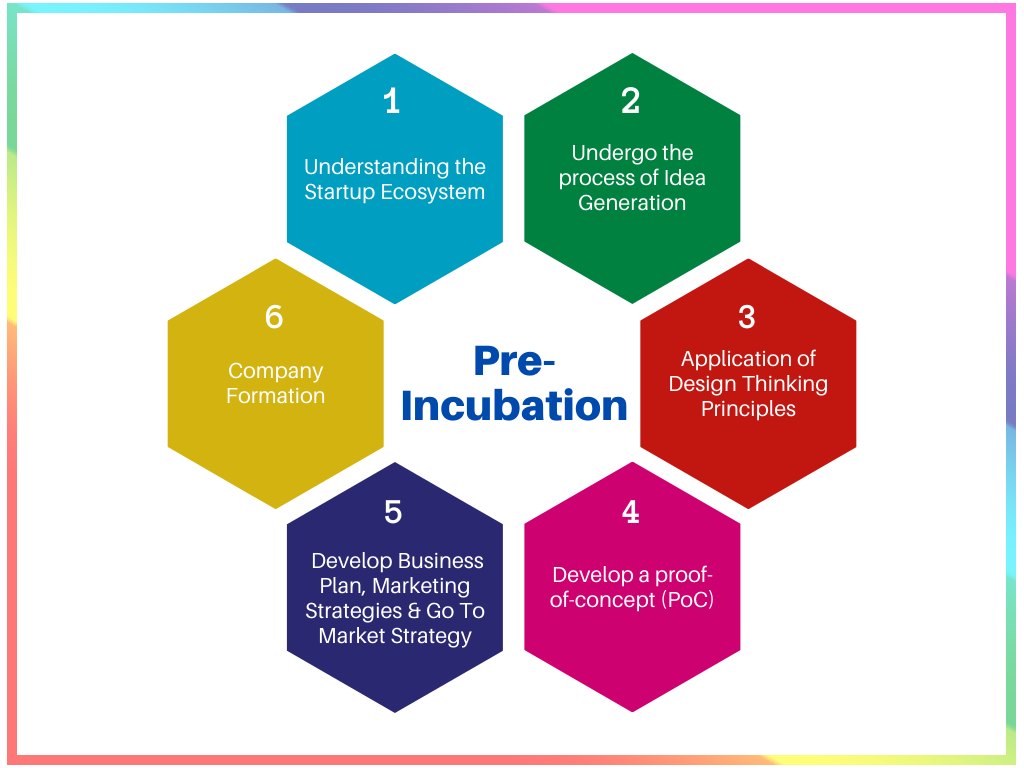 1
Understanding the
Startup Ecosystem
2
Undergo the
process of Idea
Generation
3
Application of
Design Thinking
Principles
4
Develop a proof-
of-concept (PoC)
5
Develop Business
Plan, Marketing
Strategies & Go To
Market Strategy
6
Company
Formation
Pre-
Incubation